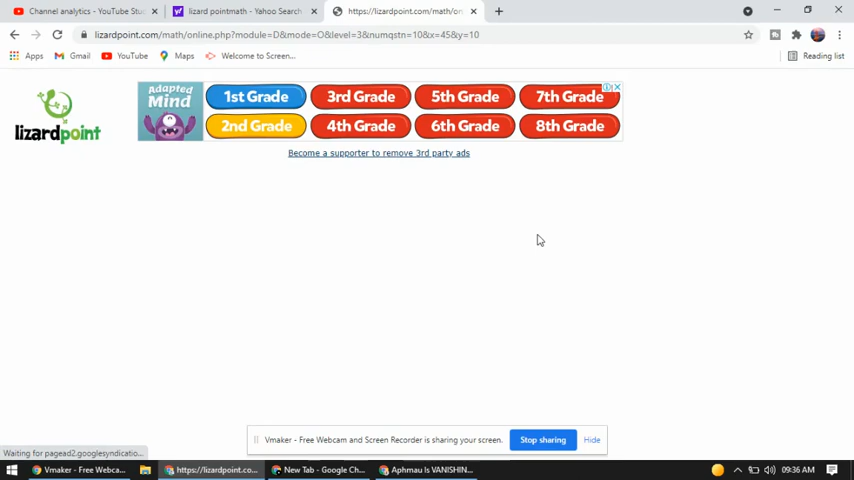 Channel analytics - YouTube Stu
lizard pointmath - Yahoo Search
https://lizardpoint.com/math/on
lizardpoint.com/math/online.php?module=D&mode=O&level=3&numqstn=10&x=45&y=10
Apps
Gmail
YouTube
Maps
Welcome to Screen...
Reading list
lizardpoint
Adapted
Mind
1st Grade
3rd Grade
5th Grade
7th Grade
2nd Grade
4th Grade
6th Grade
8th Grade
Become a supporter to remove 3rd party ads
Vmaker - Free Webcam and Screen Recorder is sharing your screen.
Stop sharing
Hide
Waiting for pagead2.googlesyndicatio...
Vmaker - Free Webc...
https://lizardpoint.co...
New Tab - Google Ch...
Aphmau Is VANISHIN...
09:36 AM